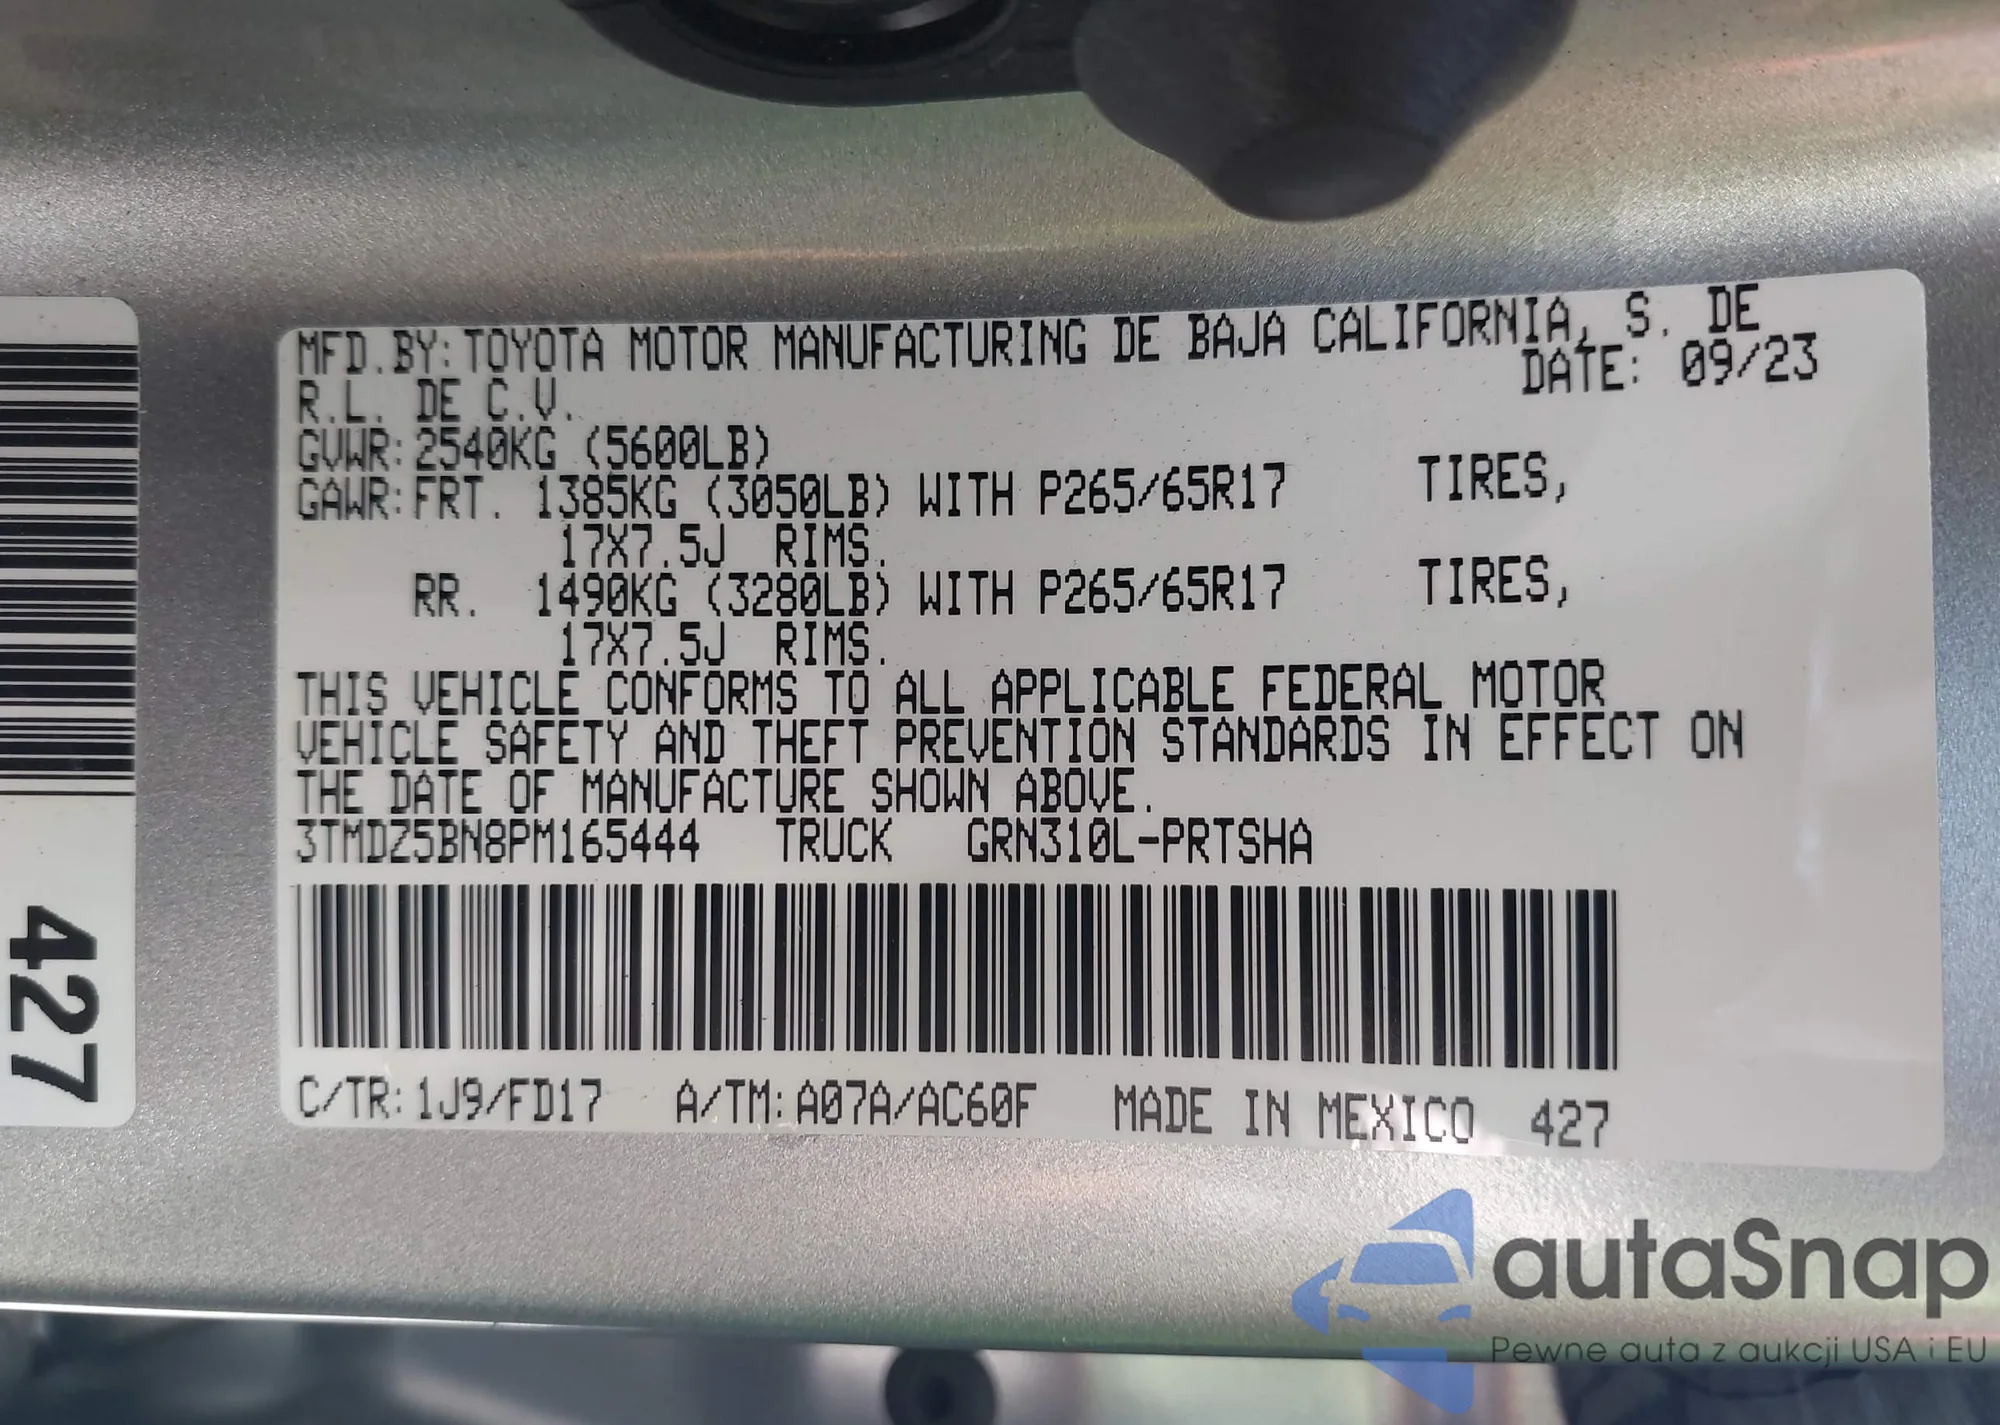 MFD.BY:TOYOTA MOTOR MANUFACTURING DE BAJA CALIFORNIA, S. DE
R.L. DE C.V.
DATE: 09/23
GVWR:2540KG (5600LB)
GAWR:FRT. 1385KG (3050LB) WITH P265/65R17 TIRES,
17X7.5J RIMS.
RR. 1490KG (3280LB) WITH P265/65R17 TIRES,
17X7.5J RIMS.
THIS VEHICLE CONFORMS TO ALL APPLICABLE FEDERAL MOTOR
VEHICLE SAFETY AND THEFT PREVENTION STANDARDS IN EFFECT ON
THE DATE OF MANUFACTURE SHOWN ABOVE.
3TMDZ5BN8PM165444 TRUCK GRN310L-PRTSHA
C/TR:1J9/FD17 A/TM:A07A/AC60F MADE IN MEXICO 427
427
autaSnap
Pewne auta z aukcji USA i EU